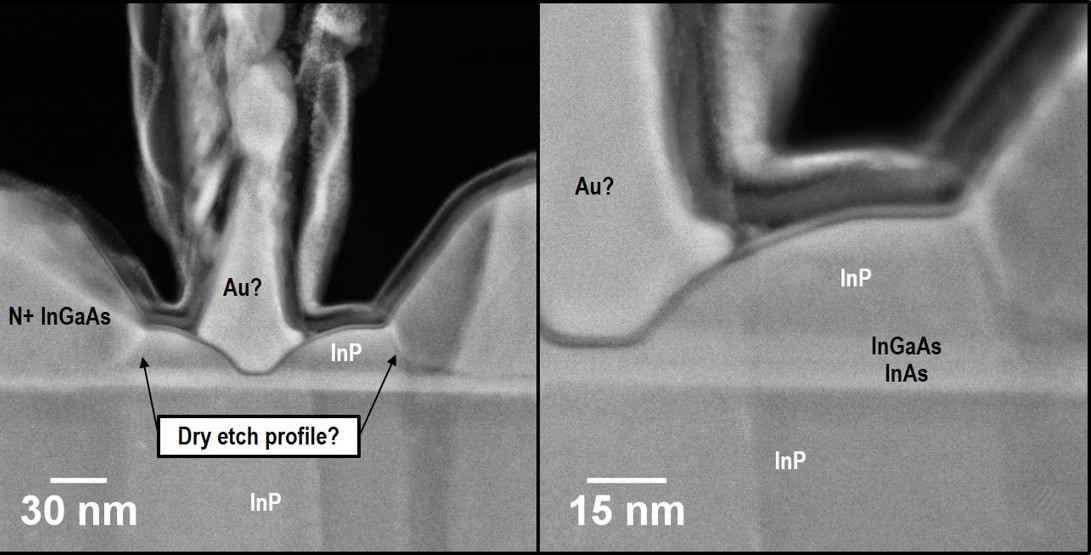 N+ InGaAs
Au?
InP
Dry etch profile?
InP
30 nm
Au?
InP
InGaAs
InAs
InP
15 nm